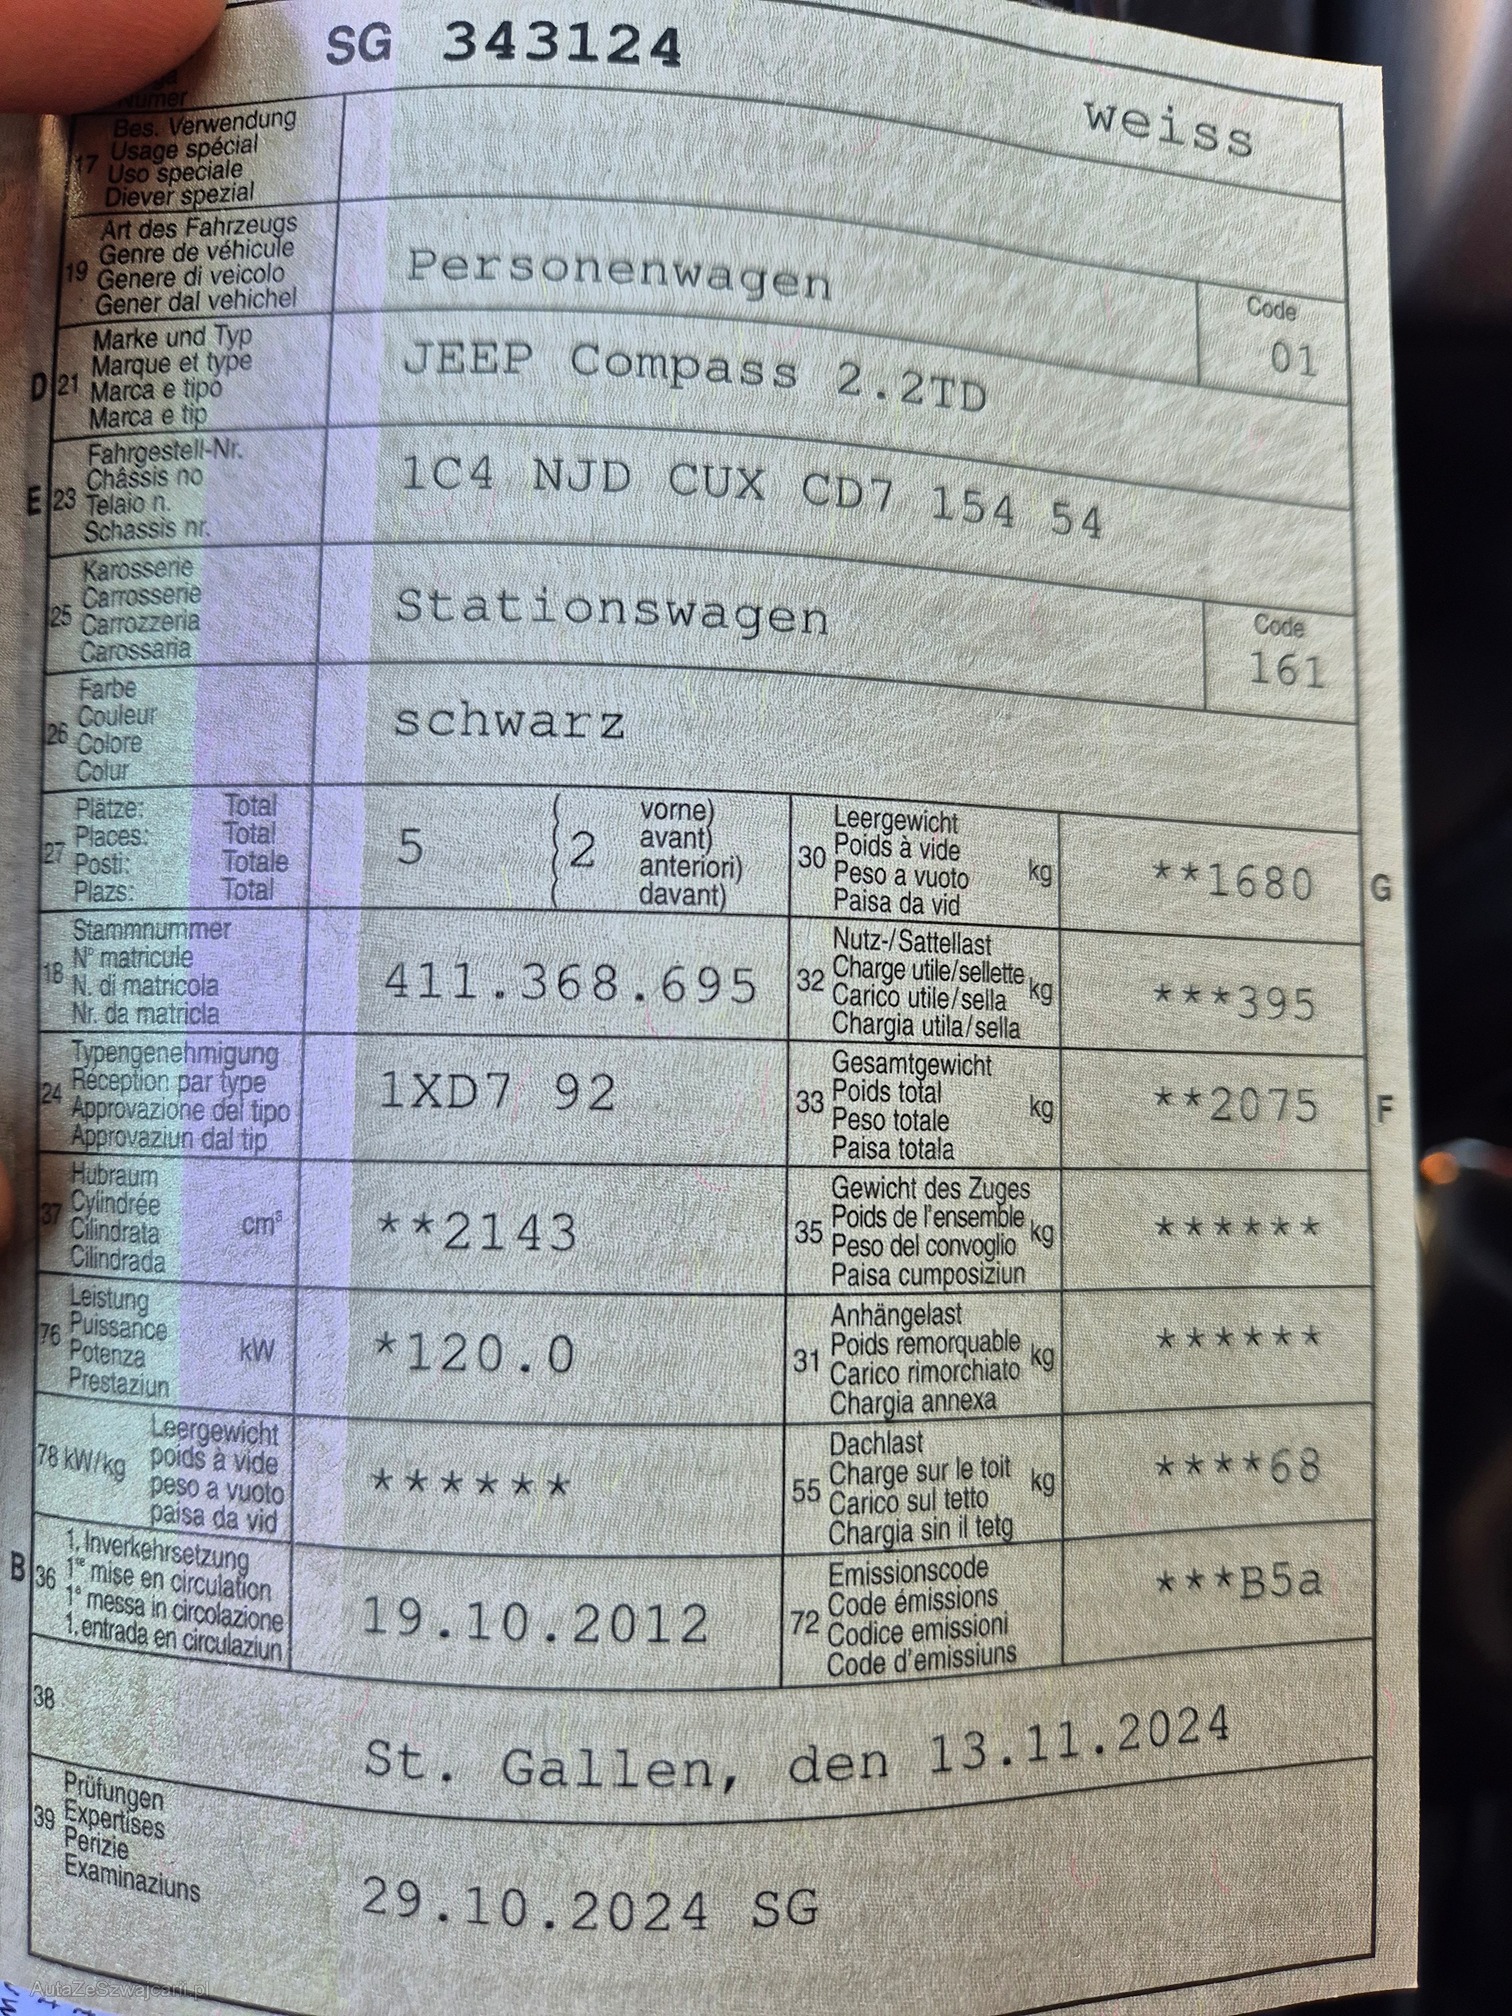 SG 343124
weiss
Numer
17 Bes. Verwendung
Usage spécial
Uso speciale
Diever spezial
19 Art des Fahrzeugs
Genre de véhicule
Genere di veicolo
Gener dal vehichel
Personenwagen
Code
01
D 21 Marke und Typ
Marque et type
Marca e tipo
Marca e tip
JEEP Compass 2.2TD
E 23 Fahrgestell-Nr.
Châssis no
Telaio n.
Schassis nr.
1C4 NJD CUX CD7 154 54
25 Karosserie
Carrosserie
Carrozzeria
Carossaria
Stationswagen
Code
161
26 Farbe
Couleur
Colore
Colur
schwarz
27 Plätze: Total
Places: Total
Posti: Totale
Plazs: Total
5 (2 vorne)
avant)
anteriori)
davant)
30 Leergewicht
Poids à vide
Peso a vuoto
Paisa da vid
kg
**1680
G
18 Stammnummer
N° matricule
N. di matricola
Nr. da matricla
411.368.695
32 Nutz-/Sattellast
Charge utile/sellette
Carico utile/sella
Chargia utila/sella
kg
***395
24 Typengenehmigung
Réception par type
Approvazione del tipo
Approvaziun dal tip
1XD7 92
33 Gesamtgewicht
Poids total
Peso totale
Paisa totala
kg
**2075
F
37 Hubraum
Cylindrée
Cilindrata
Cilindrada
cm³
**2143
35 Gewicht des Zuges
Poids de l'ensemble
Peso del convoglio
Paisa cumposiziun
kg
******
76 Leistung
Puissance
Potenza
Prestaziun
kW
*120.0
31 Anhängelast
Poids remorquable
Carico rimorchiato
Chargia annexa
kg
******
78 kW/kg Leergewicht
poids à vide
peso a vuoto
paisa da vid
******
55 Dachlast
Charge sur le toit
Carico sul tetto
Chargia sin il tetg
kg
****68
B 36 1. Inverkehrsetzung
1re mise en circulation
1a messa in circolazione
1. entrada en circulaziun
19.10.2012
72 Emissionscode
Code émissions
Codice emissioni
Code d'emissiuns
***B5a
38
St. Gallen, den 13.11.2024
39 Prüfungen
Expertises
Perizie
Examinaziuns
29.10.2024 SG
AutaZeSzwajcarii.pl